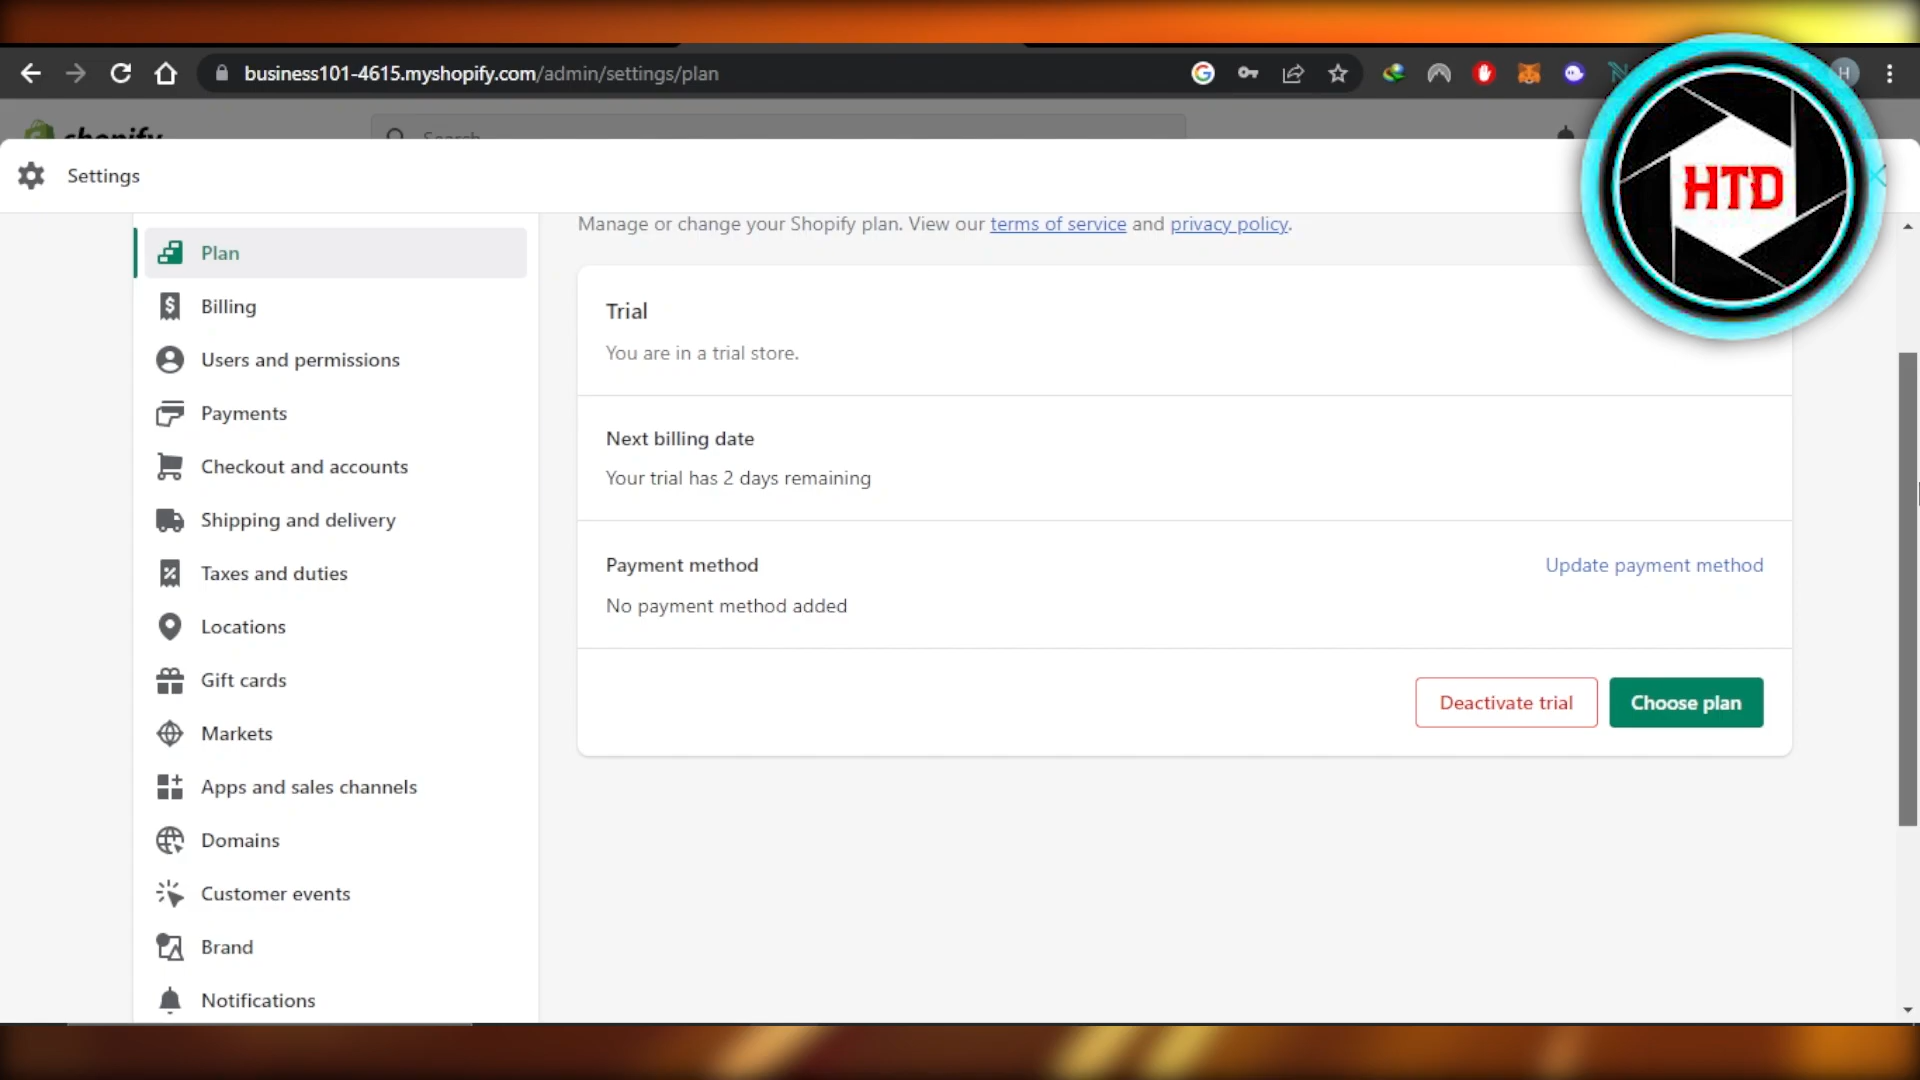 business101-4615.myshopify.com/admin/settings/plan
H
shopify
Search
Settings
HTD
Manage or change your Shopify plan. View our terms of service and privacy policy.
Plan
Billing
Users and permissions
Payments
Checkout and accounts
Shipping and delivery
Taxes and duties
Locations
Gift cards
Markets
Apps and sales channels
Domains
Customer events
Brand
Notifications
Trial
You are in a trial store.
Next billing date
Your trial has 2 days remaining
Payment method
Update payment method
No payment method added
Deactivate trial
Choose plan